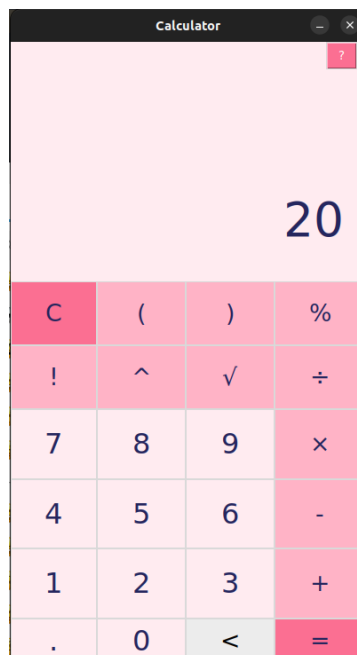 Calculator
?
20
C ( ) %
! ^ √ ÷
7 8 9 ×
4 5 6 -
1 2 3 +
. 0 < =